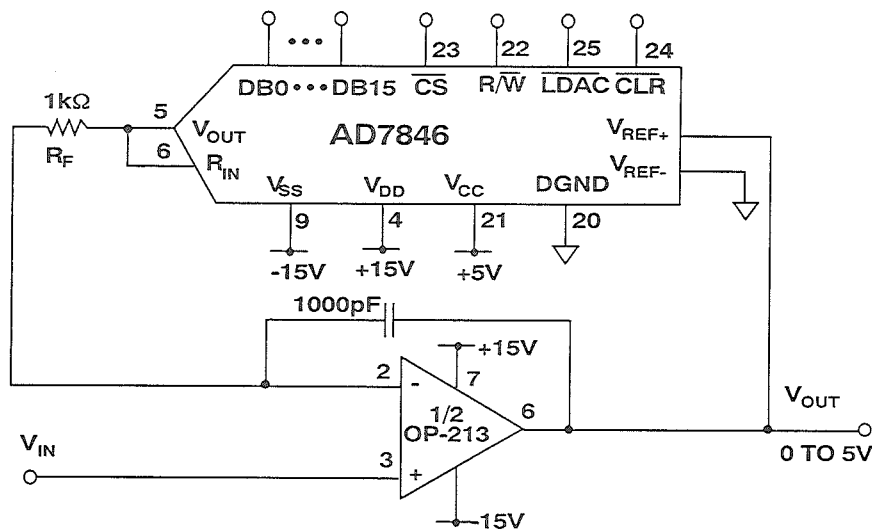 23
22
25
24
DB0 ••• DB15
CS
R/W
LDAC
CLR
1kΩ
5
VOUT
AD7846
VREF+
RF
6
RIN
VREF-
VSS
VDD
VCC
DGND
9
4
21
20
-15V
+15V
+5V
1000pF
+15V
2
-
7
VOUT
1/2
OP-213
6
VIN
3
+
0 TO 5V
-15V